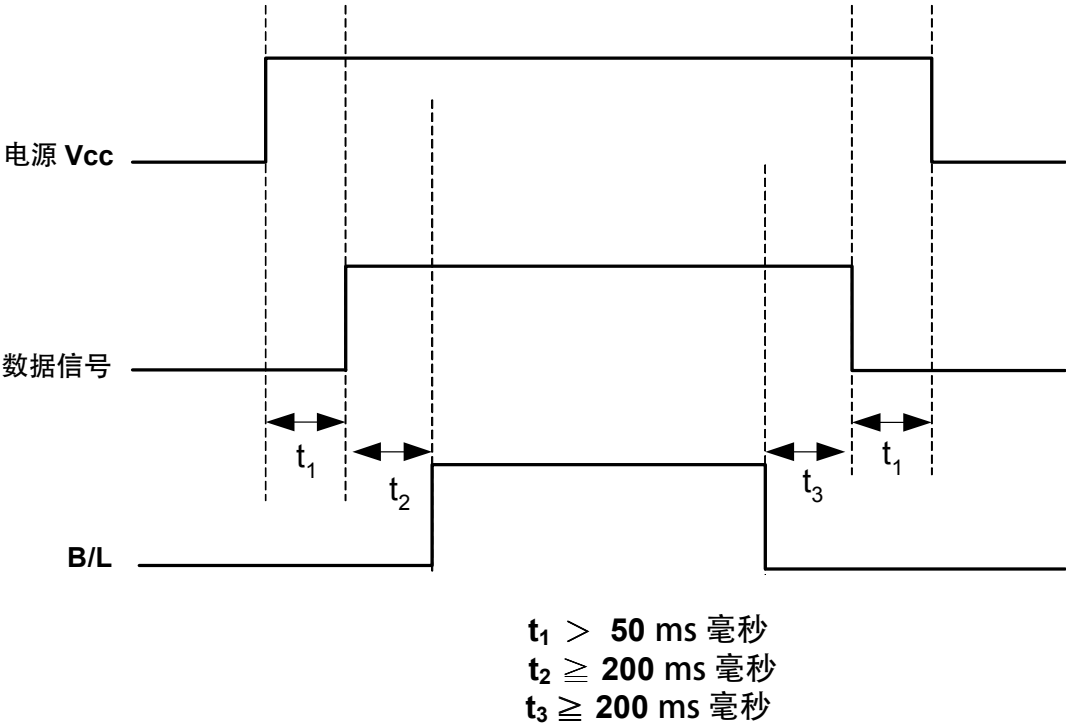 电源 Vcc
数据信号
t₁
t₂
t₃
t₁
B/L
t₁ > 50 ms 毫秒
t₂ ≧ 200 ms 毫秒
t₃ ≧ 200 ms 毫秒